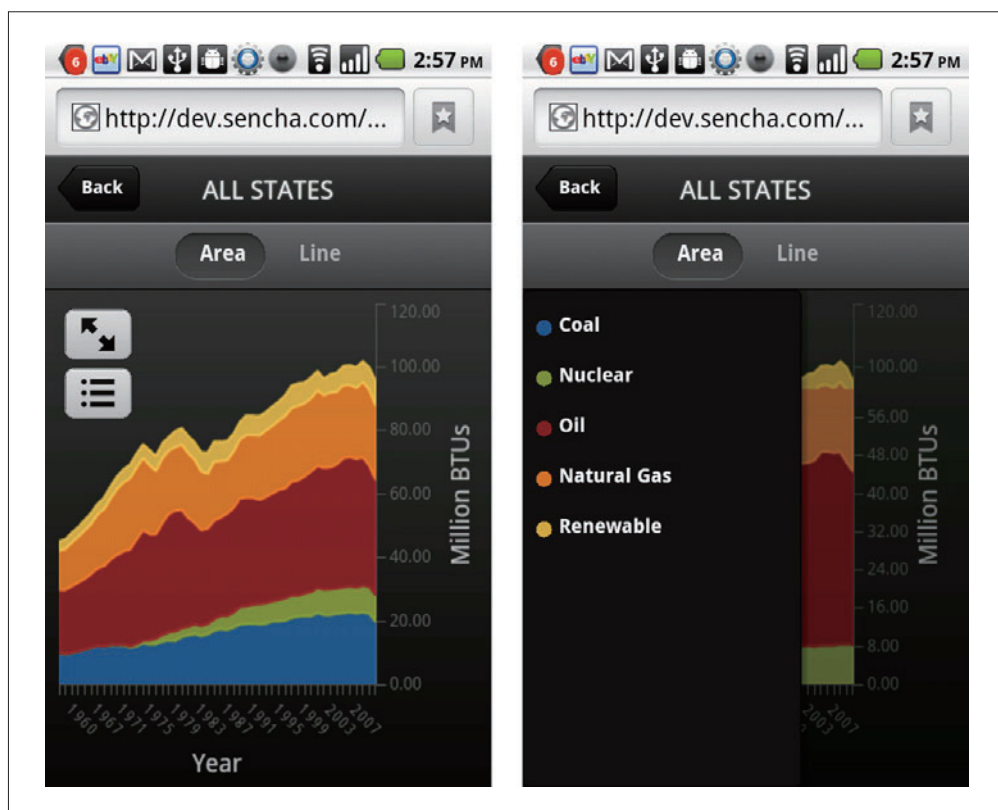 6
ebY
2:57 PM
http://dev.sencha.com/...
Back
ALL STATES
Area
Line
120.00
100.00
80.00
60.00
40.00
20.00
0.00
Million BTUs
1960
1967
1971
1975
1979
1983
1987
1991
1995
1999
2003
2007
Year
6
ebY
2:57 PM
http://dev.sencha.com/...
Back
ALL STATES
Area
Line
Coal
Nuclear
Oil
Natural Gas
Renewable
120.00
100.00
56.00
48.00
40.00
32.00
24.00
16.00
8.00
0.00
Million BTUs
2003
2007